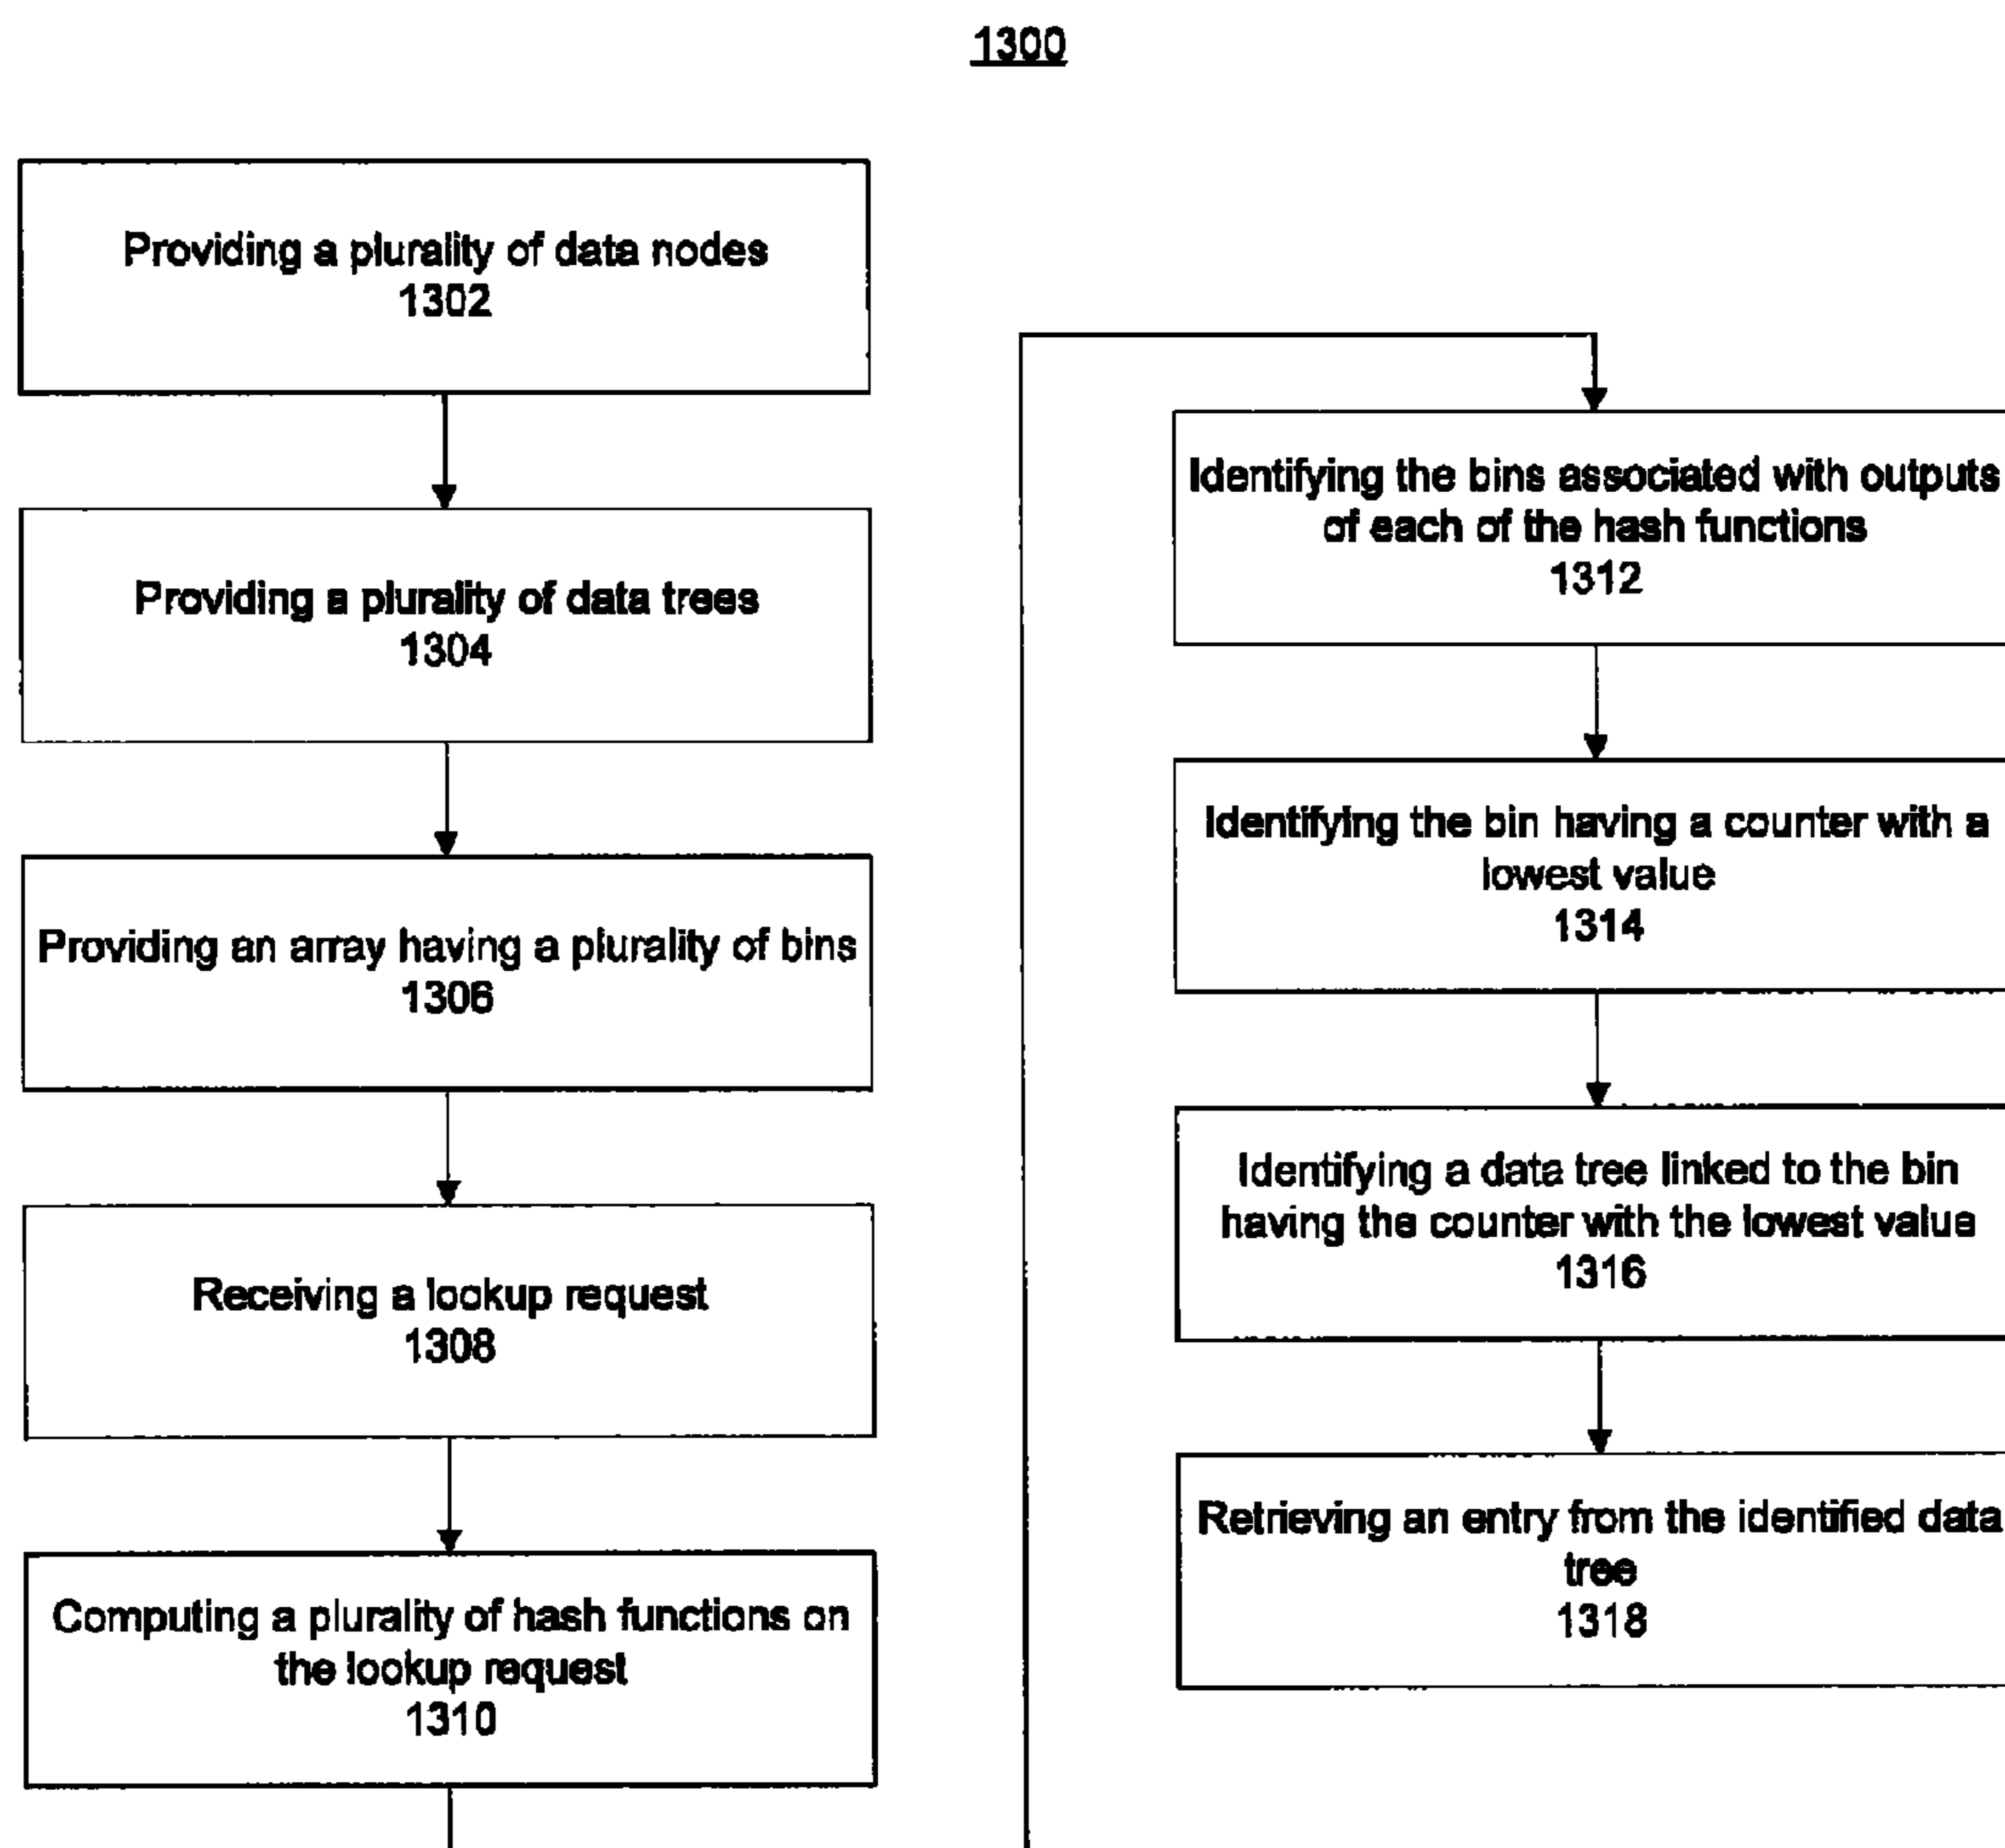 1300
Providing a plurality of data nodes
1302
Providing a plurality of data trees
1304
Providing an array having a plurality of bins
1306
Receiving a lookup request
1308
Computing a plurality of hash functions on
the lookup request
1310
Identifying the bins associated with outputs
of each of the hash functions
1312
Identifying the bin having a counter with a
lowest value
1314
Identifying a data tree linked to the bin
having the counter with the lowest value
1316
Retrieving an entry from the identified data
tree
1318